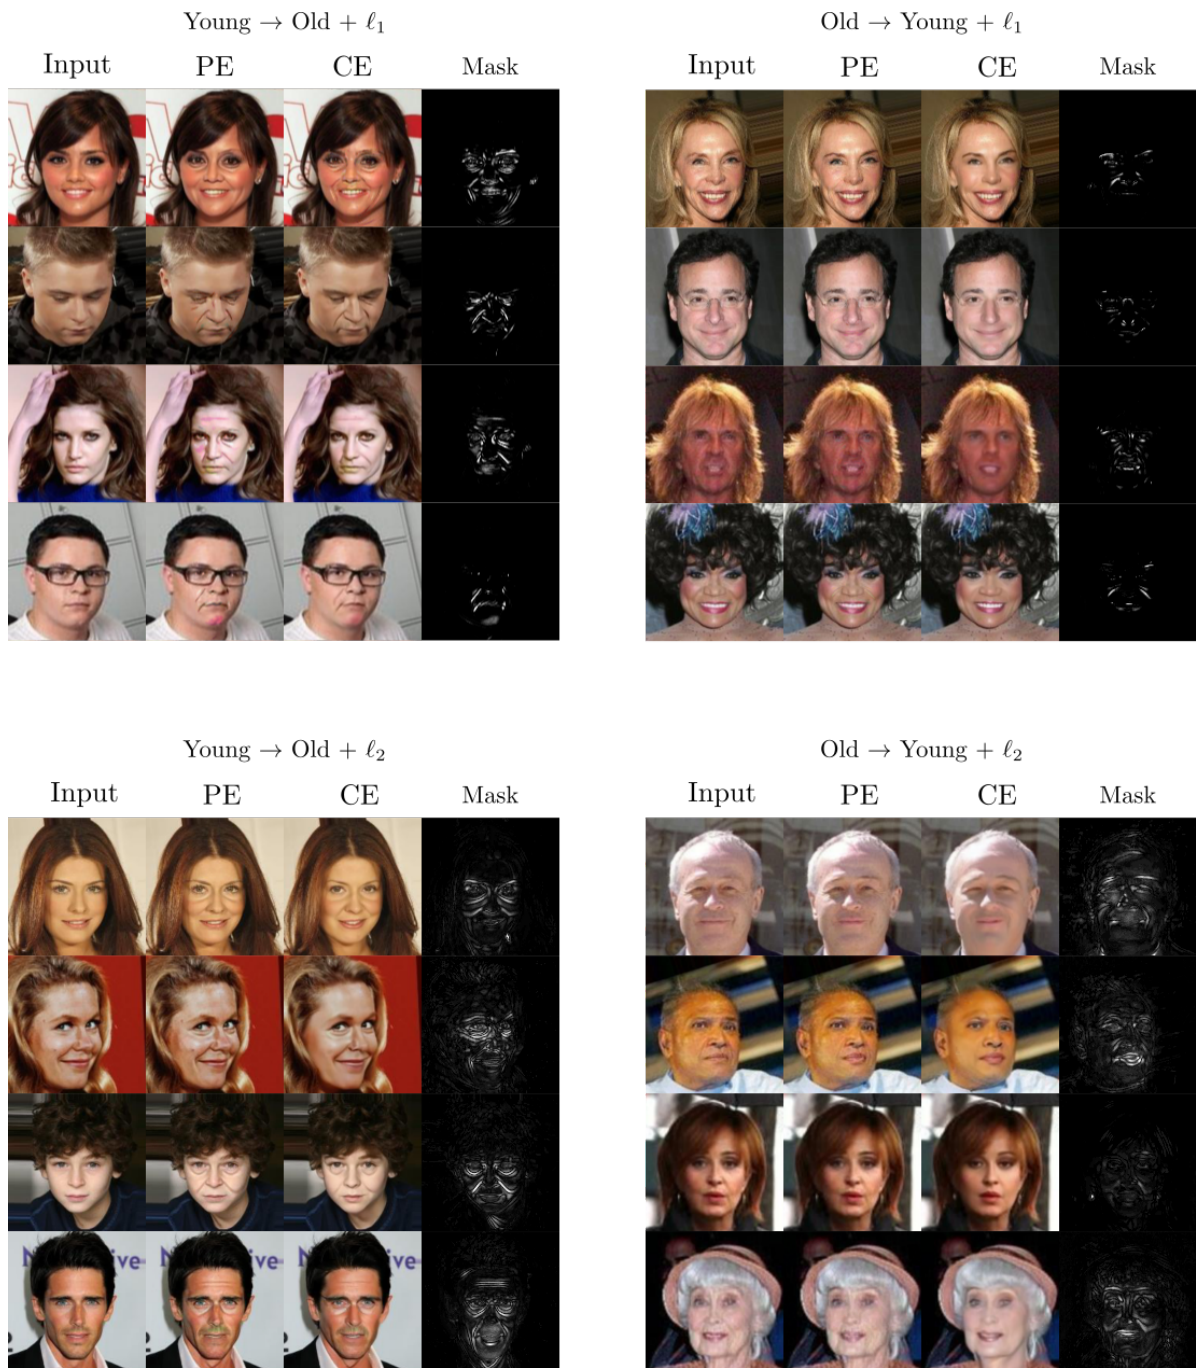 Young → Old + ℓ₁
Input PE CE Mask
Old → Young + ℓ₁
Input PE CE Mask
Young → Old + ℓ₂
Input PE CE Mask
Old → Young + ℓ₂
Input PE CE Mask